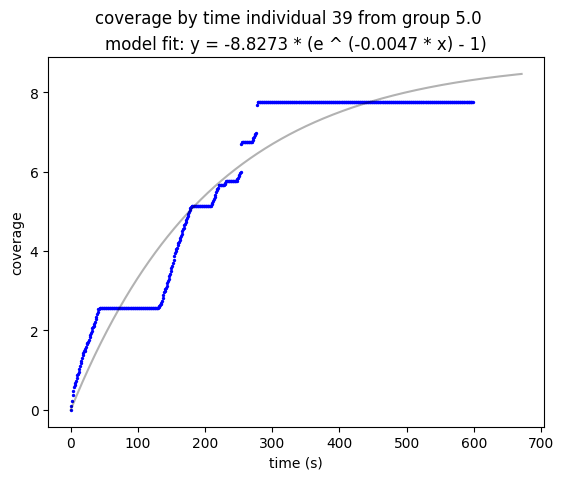 coverage by time individual 39 from group 5.0
model fit: y = -8.8273 * (e ^ (-0.0047 * x) - 1)
8
6
4
2
0
coverage
0 100 200 300 400 500 600 700
time (s)